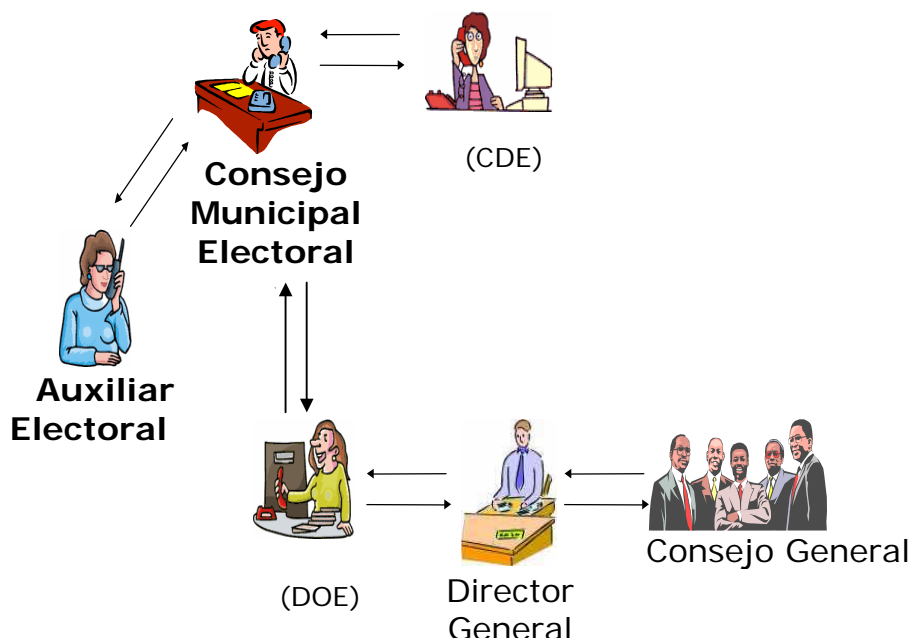 (CDE)
Consejo
Municipal
Electoral
Auxiliar
Electoral
(DOE)
Director
General
Consejo General